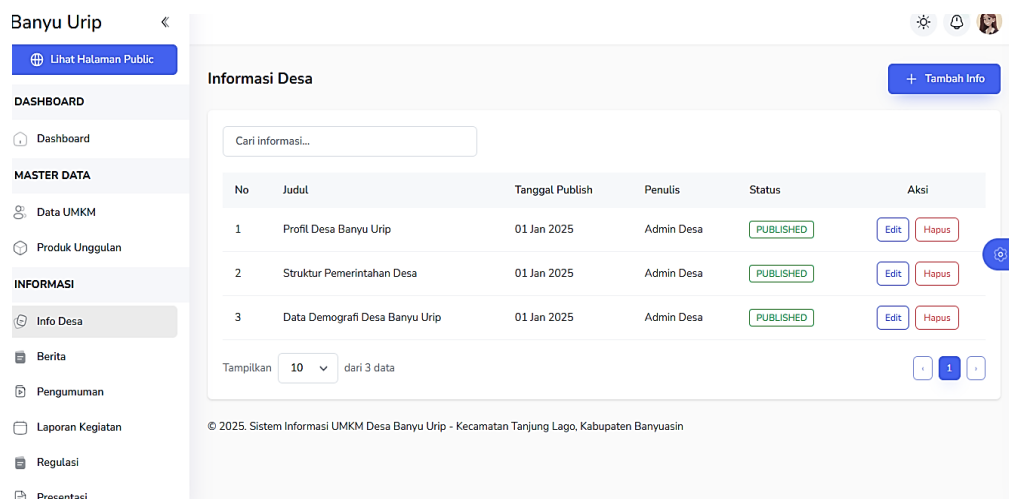 Banyu Urip
Lihat Halaman Public
DASHBOARD
Dashboard
MASTER DATA
Data UMKM
Produk Unggulan
INFORMASI
Info Desa
Berita
Pengumuman
Laporan Kegiatan
Regulasi
Presentasi
Informasi Desa
+ Tambah Info
Cari informasi...
No Judul Tanggal Publish Penulis Status Aksi
1 Profil Desa Banyu Urip 01 Jan 2025 Admin Desa PUBLISHED Edit Hapus
2 Struktur Pemerintahan Desa 01 Jan 2025 Admin Desa PUBLISHED Edit Hapus
3 Data Demografi Desa Banyu Urip 01 Jan 2025 Admin Desa PUBLISHED Edit Hapus
Tampilkan 10 dari 3 data ‹ 1 ›
© 2025. Sistem Informasi UMKM Desa Banyu Urip - Kecamatan Tanjung Lago, Kabupaten Banyuasin